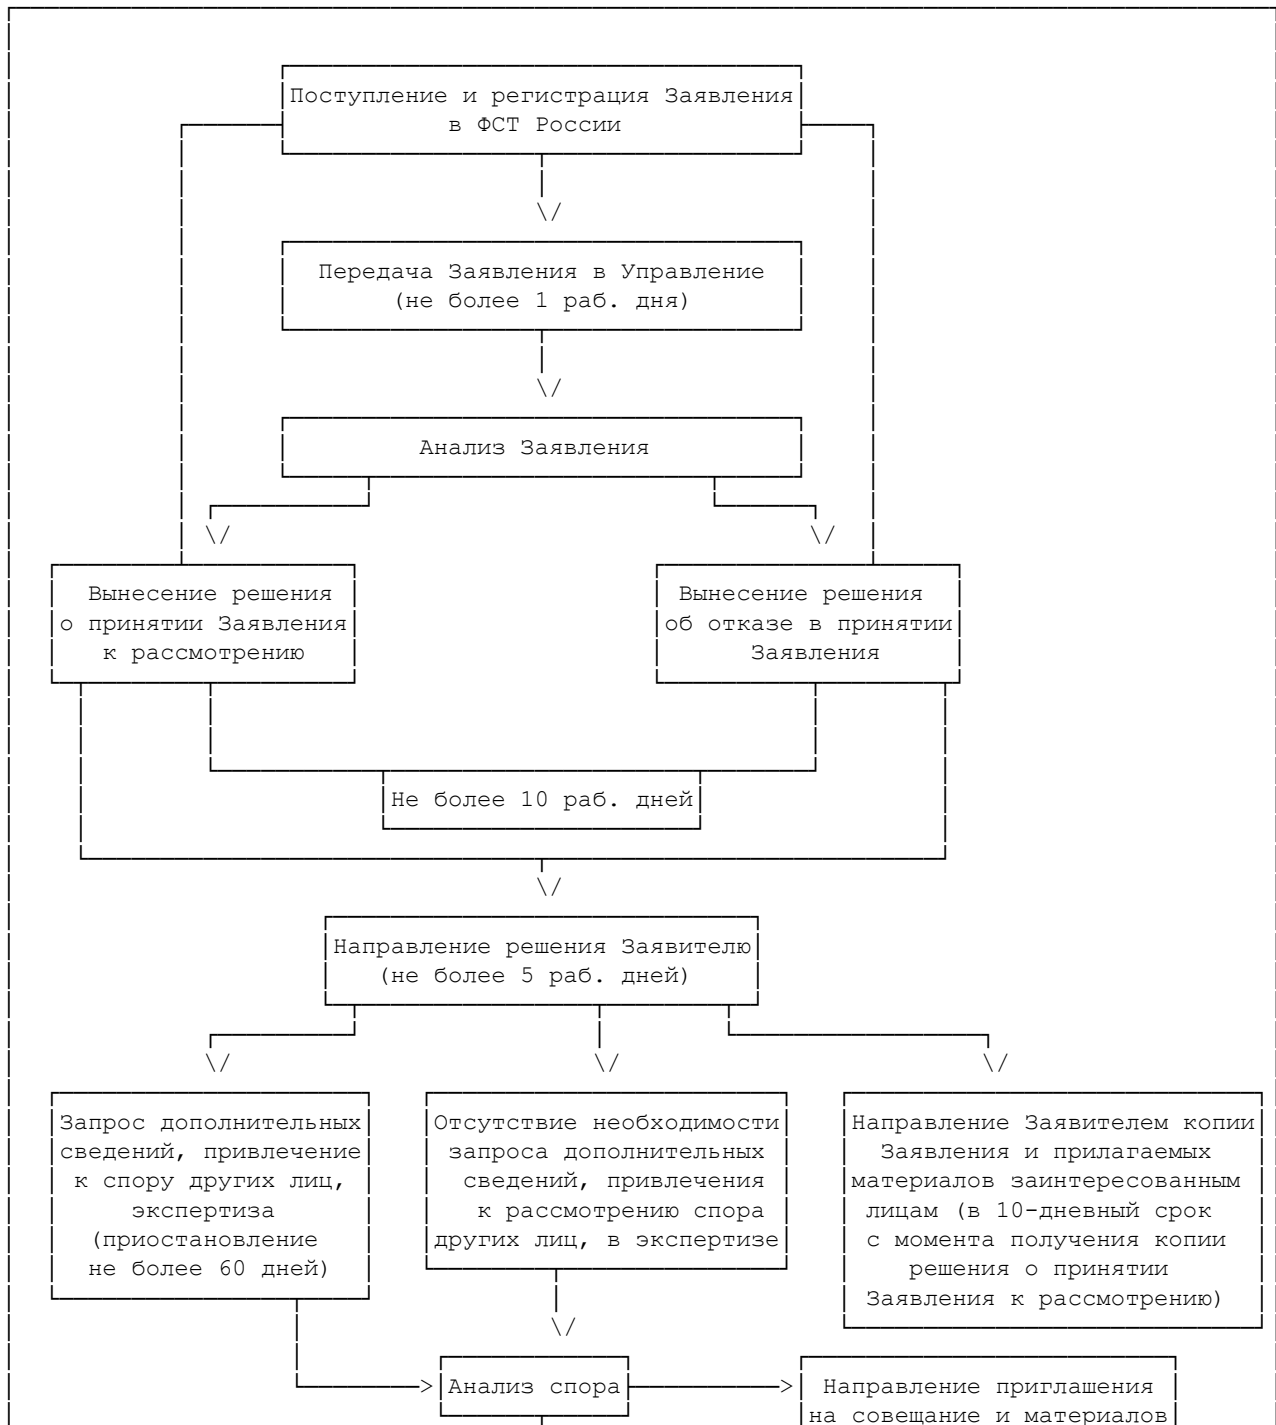 Поступление и регистрация Заявления
в ФСТ России
Передача Заявления в Управление
(не более 1 раб. дня)
Анализ Заявления
Вынесение решения
о принятии Заявления
к рассмотрению
Вынесение решения
об отказе в принятии
Заявления
Не более 10 раб. дней
Направление решения Заявителю
(не более 5 раб. дней)
Запрос дополнительных
сведений, привлечение
к спору других лиц,
экспертиза
(приостановление
не более 60 дней)
Отсутствие необходимости
запроса дополнительных
сведений, привлечения
к рассмотрению спора
других лиц, в экспертизе
Направление Заявителем копии
Заявления и прилагаемых
материалов заинтересованным
лицам (в 10-дневный срок
с момента получения копии
решения о принятии
Заявления к рассмотрению)
Анализ спора
Направление приглашения
на совещание и материалов